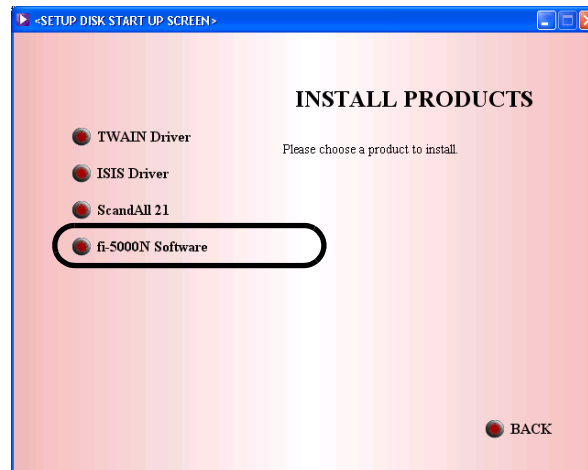 <SETUP DISK START UP SCREEN>
INSTALL PRODUCTS
Please choose a product to install.
TWAIN Driver
ISIS Driver
ScandAll 21
fi-5000N Software
BACK